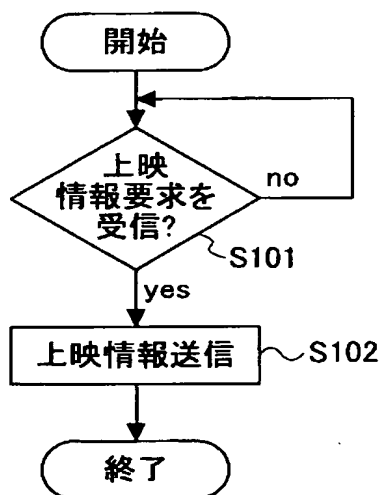 開始
上映
情報要求を
受信?
no
S101
yes
上映情報送信
S102
終了